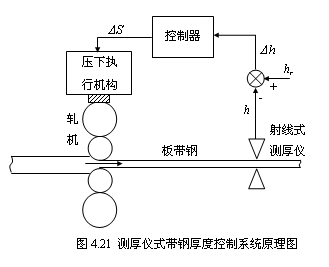 ΔS
控制器
压下执
行机构
Δh
hr
+
-
h
轧
机
板带钢
射线式
测厚仪
图 4.21 测厚仪式带钢厚度控制系统原理图